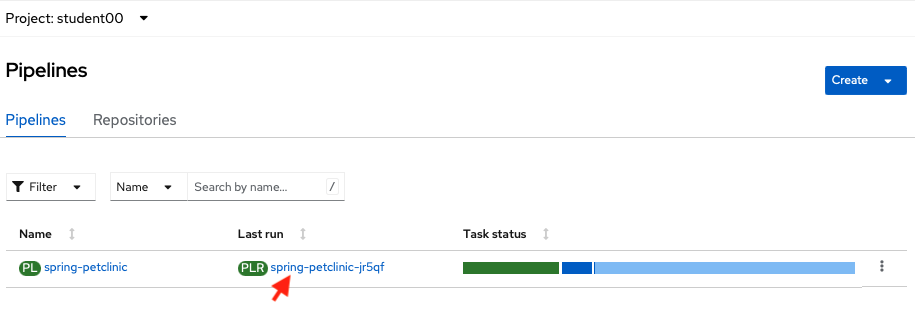 Project: student00
Pipelines
Create
Pipelines Repositories
Filter Name Search by name... /
Name Last run Task status
PL spring-petclinic PLR spring-petclinic-jr5qf